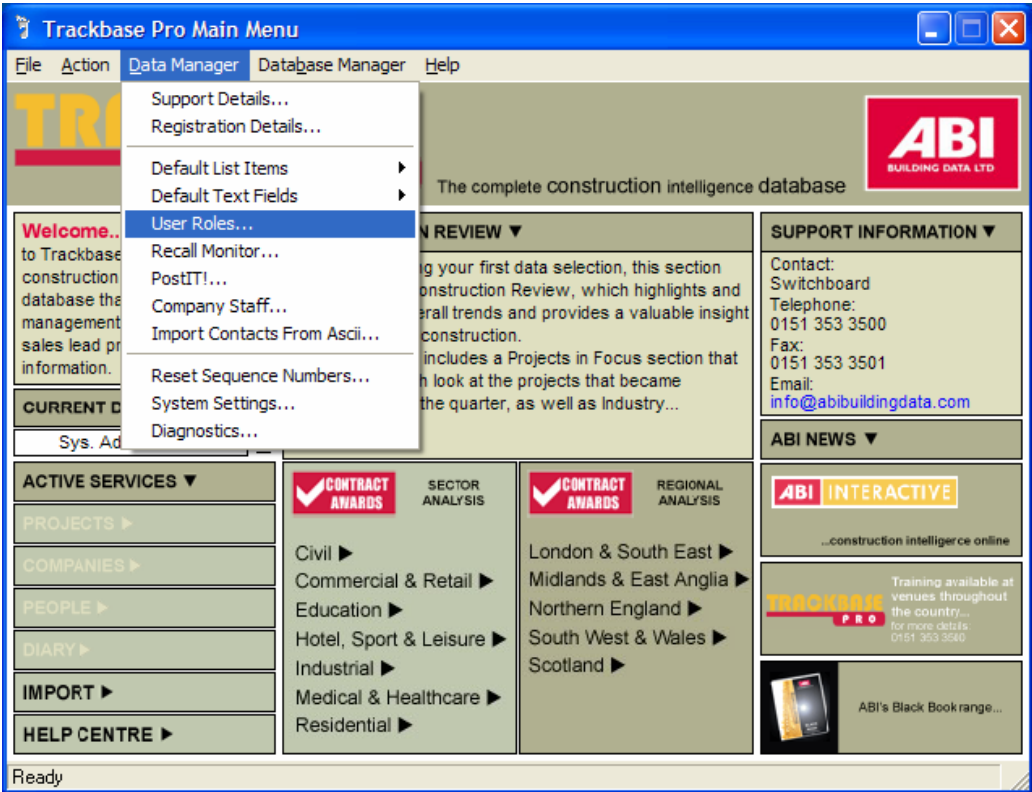 Trackbase Pro Main Menu
File Action Data Manager Database Manager Help
Support Details...
Registration Details...
Default List Items
Default Text Fields
User Roles...
Recall Monitor...
PostIT!...
Company Staff...
Import Contacts From Ascii...
Reset Sequence Numbers...
System Settings...
Diagnostics...
TR
The complete construction intelligence database
ABI
BUILDING DATA LTD
Welcome..
to Trackbase
construction
database tha
management
sales lead pr
information.
CURRENT D
Sys. Ad
N REVIEW ▼
ng your first data selection, this section
onstruction Review, which highlights and
erall trends and provides a valuable insight
construction.
includes a Projects in Focus section that
h look at the projects that became
the quarter, as well as Industry...
SUPPORT INFORMATION ▼
Contact:
Switchboard
Telephone:
0151 353 3500
Fax:
0151 353 3501
Email:
info@abibuildingdata.com
ABI NEWS ▼
ACTIVE SERVICES ▼
PROJECTS ▶
COMPANIES ▶
PEOPLE ▶
DIARY ▶
IMPORT ▶
HELP CENTRE ▶
CONTRACT
AWARDS
SECTOR
ANALYSIS
Civil ▶
Commercial & Retail ▶
Education ▶
Hotel, Sport & Leisure ▶
Industrial ▶
Medical & Healthcare ▶
Residential ▶
CONTRACT
AWARDS
REGIONAL
ANALYSIS
London & South East ▶
Midlands & East Anglia ▶
Northern England ▶
South West & Wales ▶
Scotland ▶
ABI INTERACTIVE
...construction intelligerce online
TRACKBASE
PRO
Training available at
venues throughout
the country...
for more details:
0151 353 3500
ABI
ABI's Black Book range...
Ready